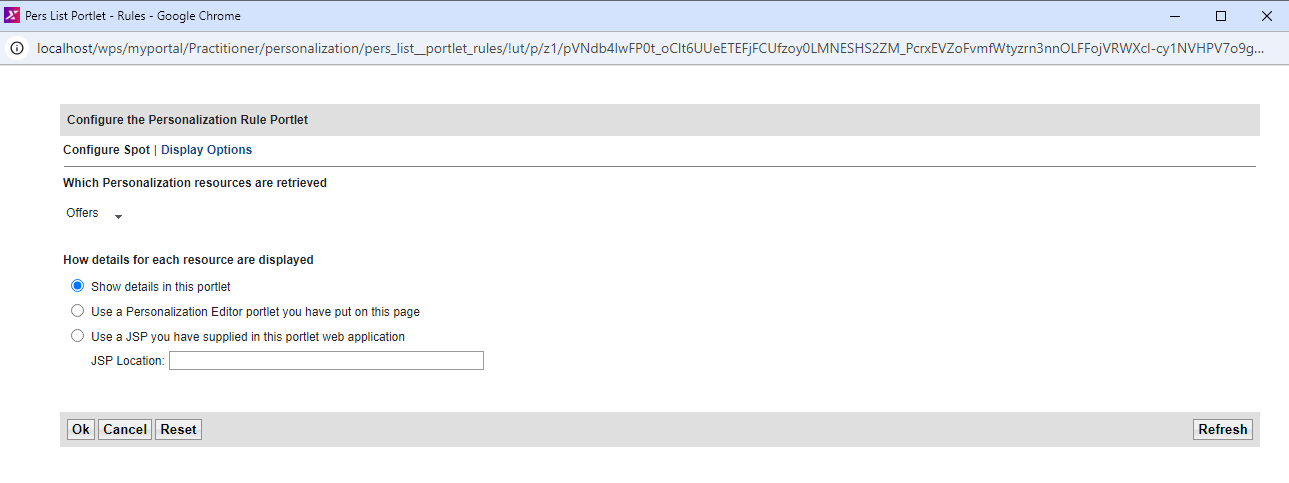 Pers List Portlet - Rules - Google Chrome
localhost/wps/myportal/Practitioner/personalization/pers_list__portlet_rules/!ut/p/z1/pVNdb4IwFP0t_oClt6UUeETEFjFCUfzoy0LMNESHS2ZM_PcrxEVZoFvmfWtyzrn3nnOLFFojVRWXcl-cy1NVHPV7o9g...
Configure the Personalization Rule Portlet
Configure Spot | Display Options
Which Personalization resources are retrieved
Offers
How details for each resource are displayed
Show details in this portlet
Use a Personalization Editor portlet you have put on this page
Use a JSP you have supplied in this portlet web application
JSP Location:
Ok Cancel Reset Refresh